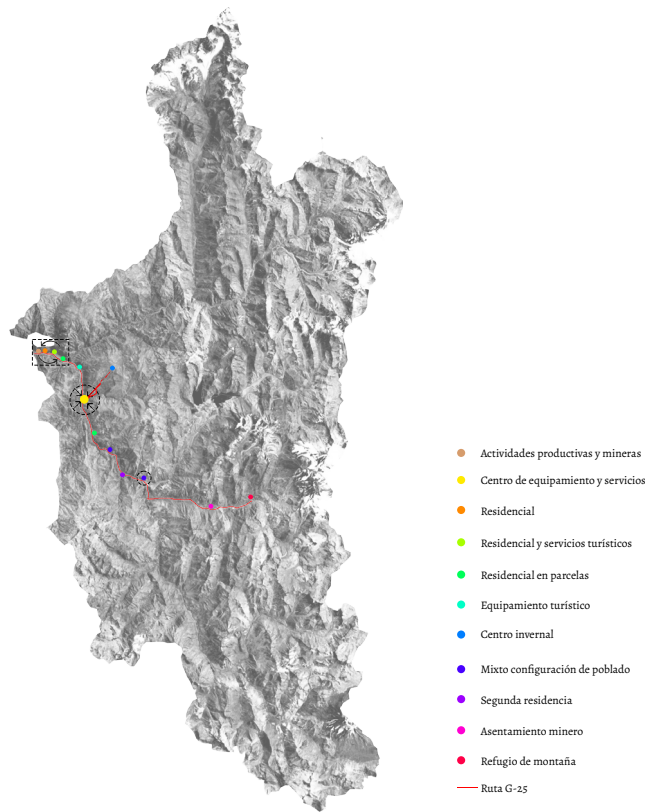 Actividades productivas y mineras
Centro de equipamiento y servicios
Residencial
Residencial y servicios turísticos
Residencial en parcelas
Equipamiento turístico
Centro invernal
Mixto configuración de poblado
Segunda residencia
Asentamiento minero
Refugio de montaña
Ruta G-25